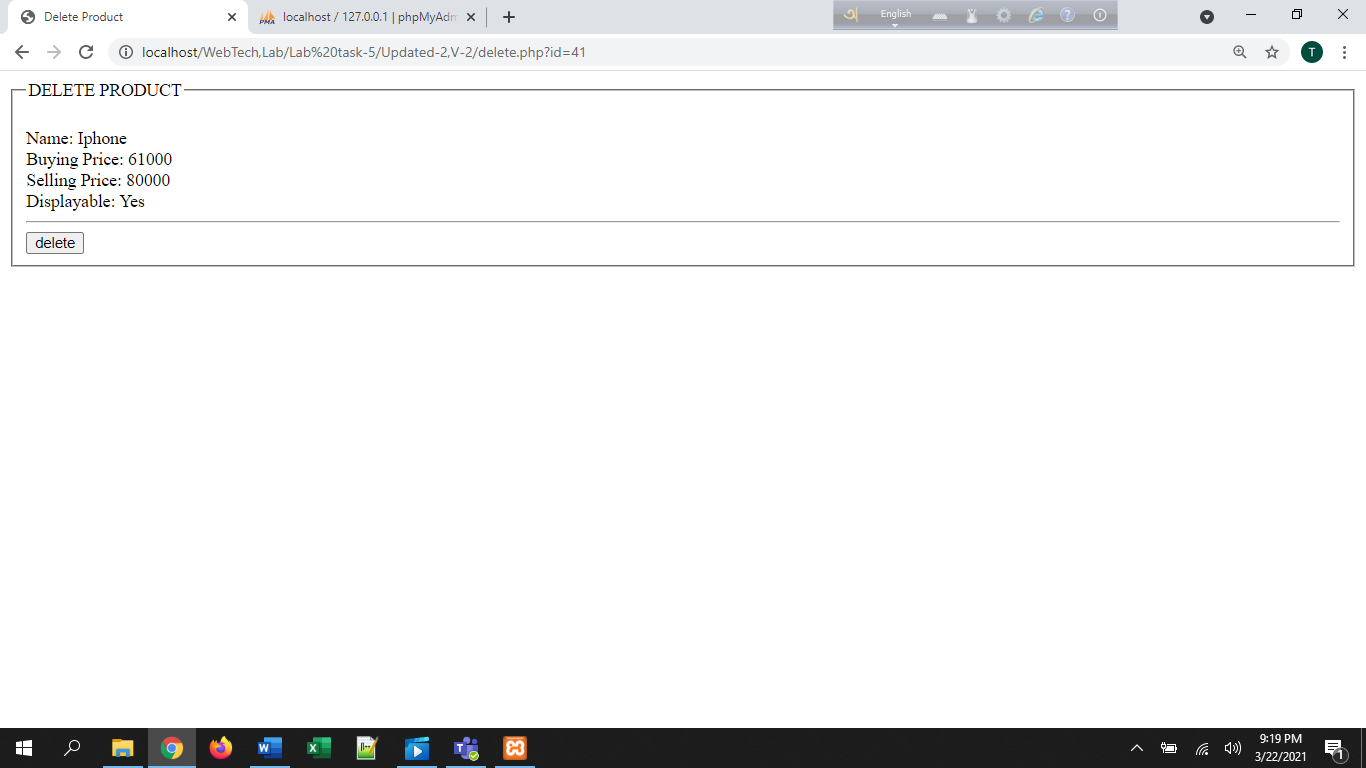 Delete Product
localhost / 127.0.0.1 | phpMyAdm
English
localhost/WebTech,Lab/Lab%20task-5/Updated-2,V-2/delete.php?id=41
T
DELETE PRODUCT
Name: Iphone
Buying Price: 61000
Selling Price: 80000
Displayable: Yes
delete
9:19 PM
3/22/2021
1